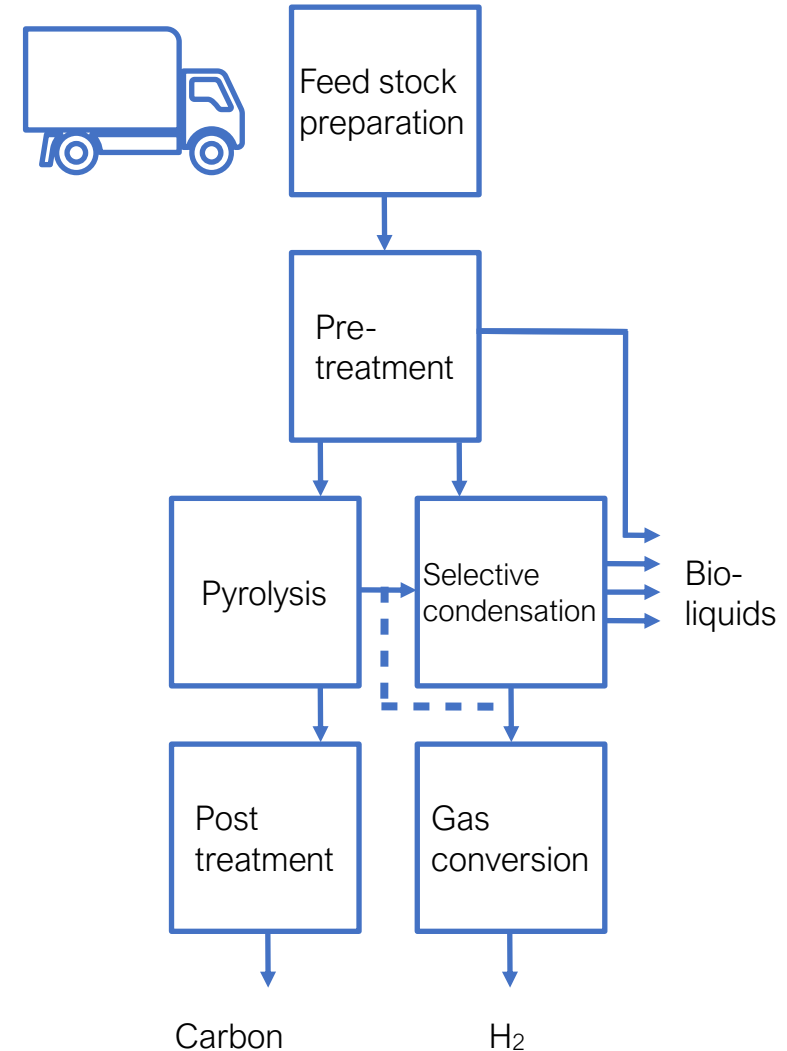 Feed stock
preparation
Pre-
treatment
Pyrolysis
Selective
condensation
Bio-
liquids
Post
treatment
Gas
conversion
Carbon
H₂